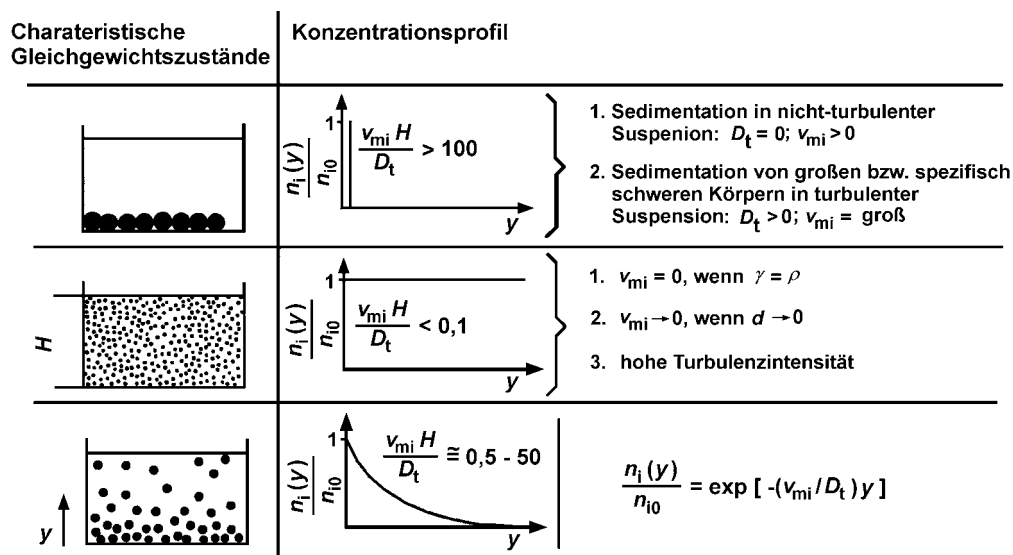 Charateristische
Gleichgewichtszustände
Konzentrationsprofil
1
n_i(y)
n_i0
v_mi H
D_t
> 100
y
1. Sedimentation in nicht-turbulenter
Suspenion: D_t = 0; v_mi > 0
2. Sedimentation von großen bzw. spezifisch
schweren Körpern in turbulenter
Suspension: D_t > 0; v_mi = groß
H
1
n_i(y)
n_i0
v_mi H
D_t
< 0,1
y
1. v_mi = 0, wenn γ = ρ
2. v_mi → 0, wenn d → 0
3. hohe Turbulenzintensität
y
1
n_i(y)
n_i0
v_mi H
D_t
≅ 0,5 - 50
y
n_i(y)
n_i0
= exp [ -(v_mi/D_t) y ]